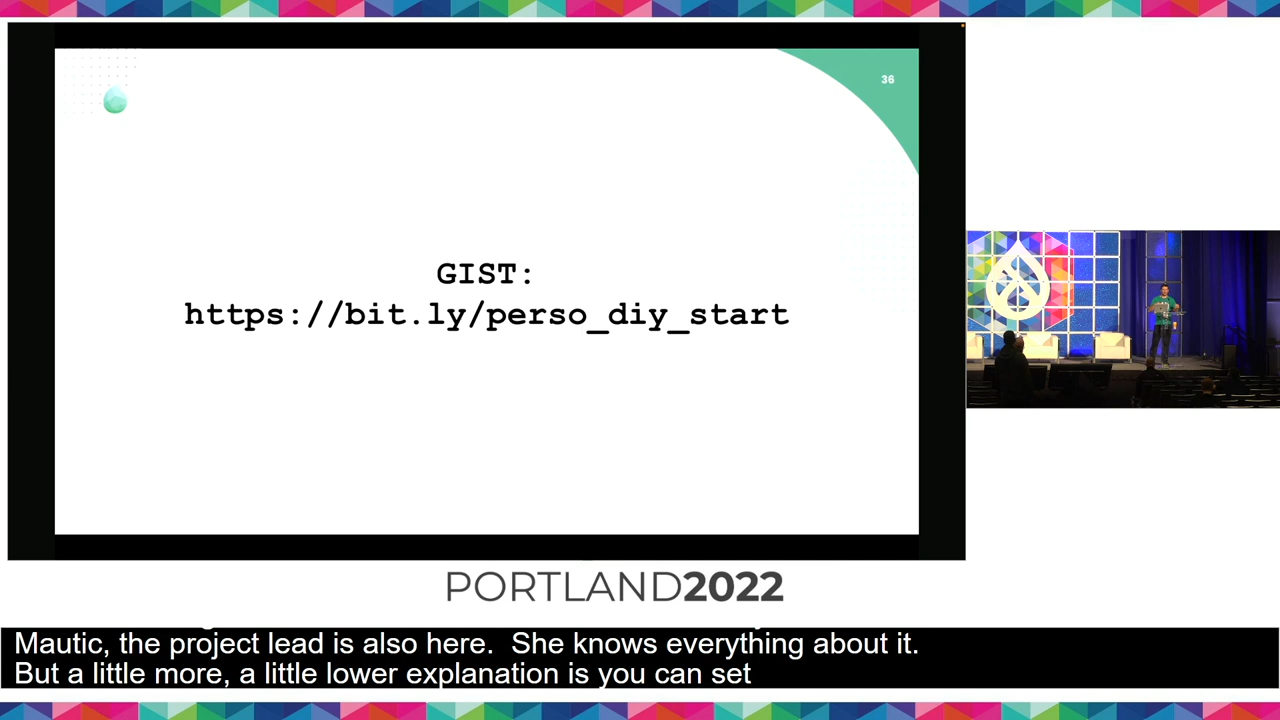 36
GIST:
https://bit.ly/perso_diy_start
PORTLAND2022
Mautic, the project lead is also here.  She knows everything about it.
But a little more, a little lower explanation is you can set